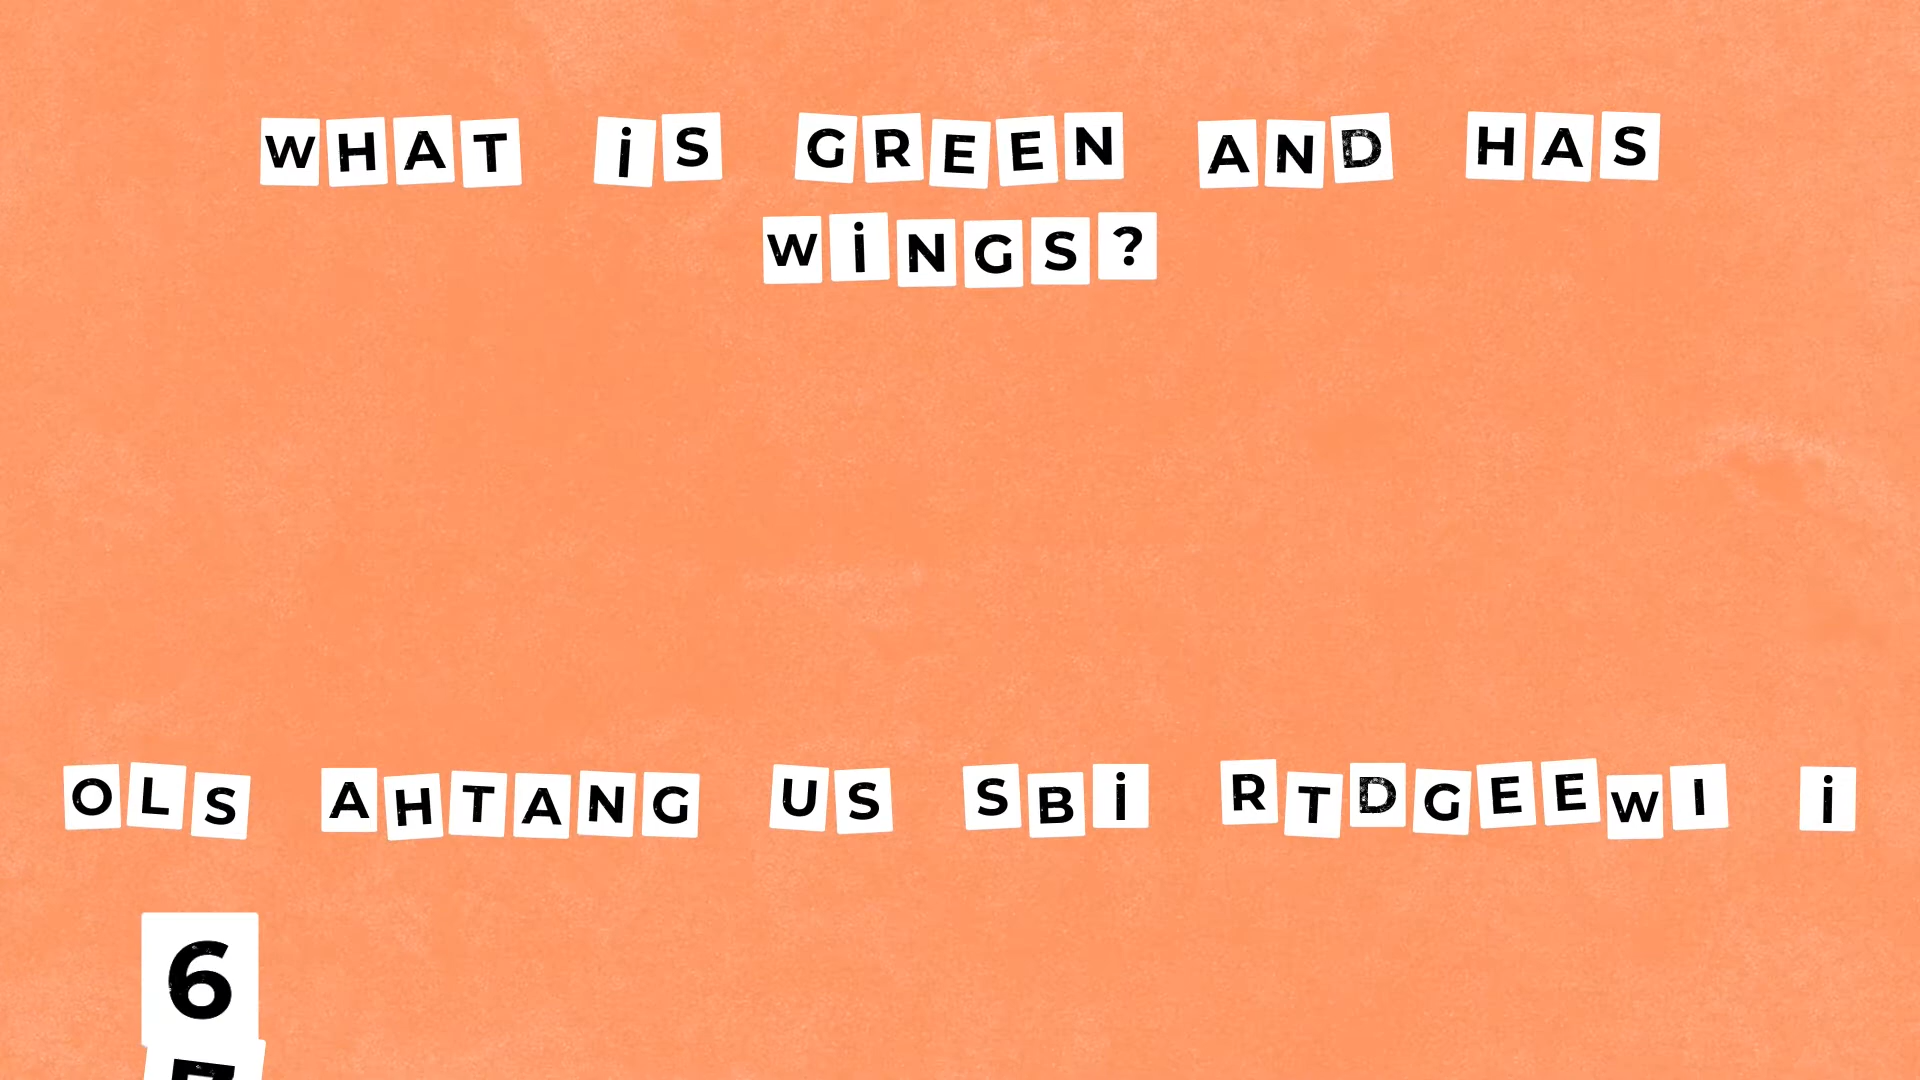 WHAT iS GREEN AND HAS
WiNGS?
OLS AHTANG US SBi RTDGEEWI i
6